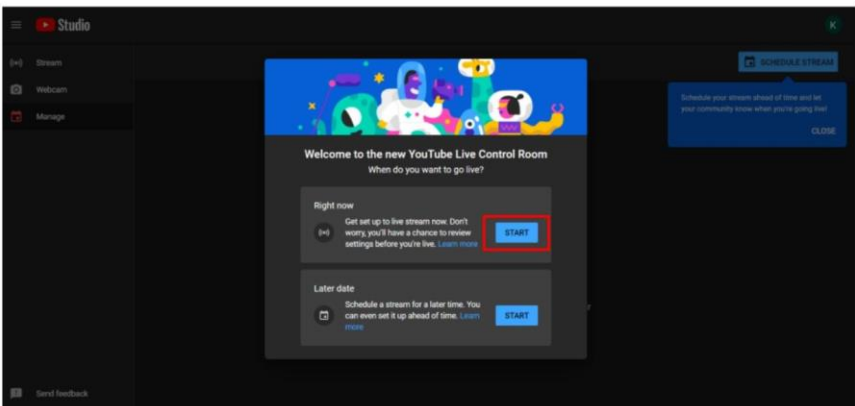 Studio
K
Stream
SCHEDULE STREAM
Webcam
Manage
Schedule your stream ahead of time and let
your community know when you're going live!
CLOSE
Welcome to the new YouTube Live Control Room
When do you want to go live?
Right now
Get set up to live stream now. Don't
worry, you'll have a chance to review
settings before you're live. Learn more
START
Later date
Schedule a stream for a later time. You
can even set it up ahead of time. Learn
more
START
Send feedback